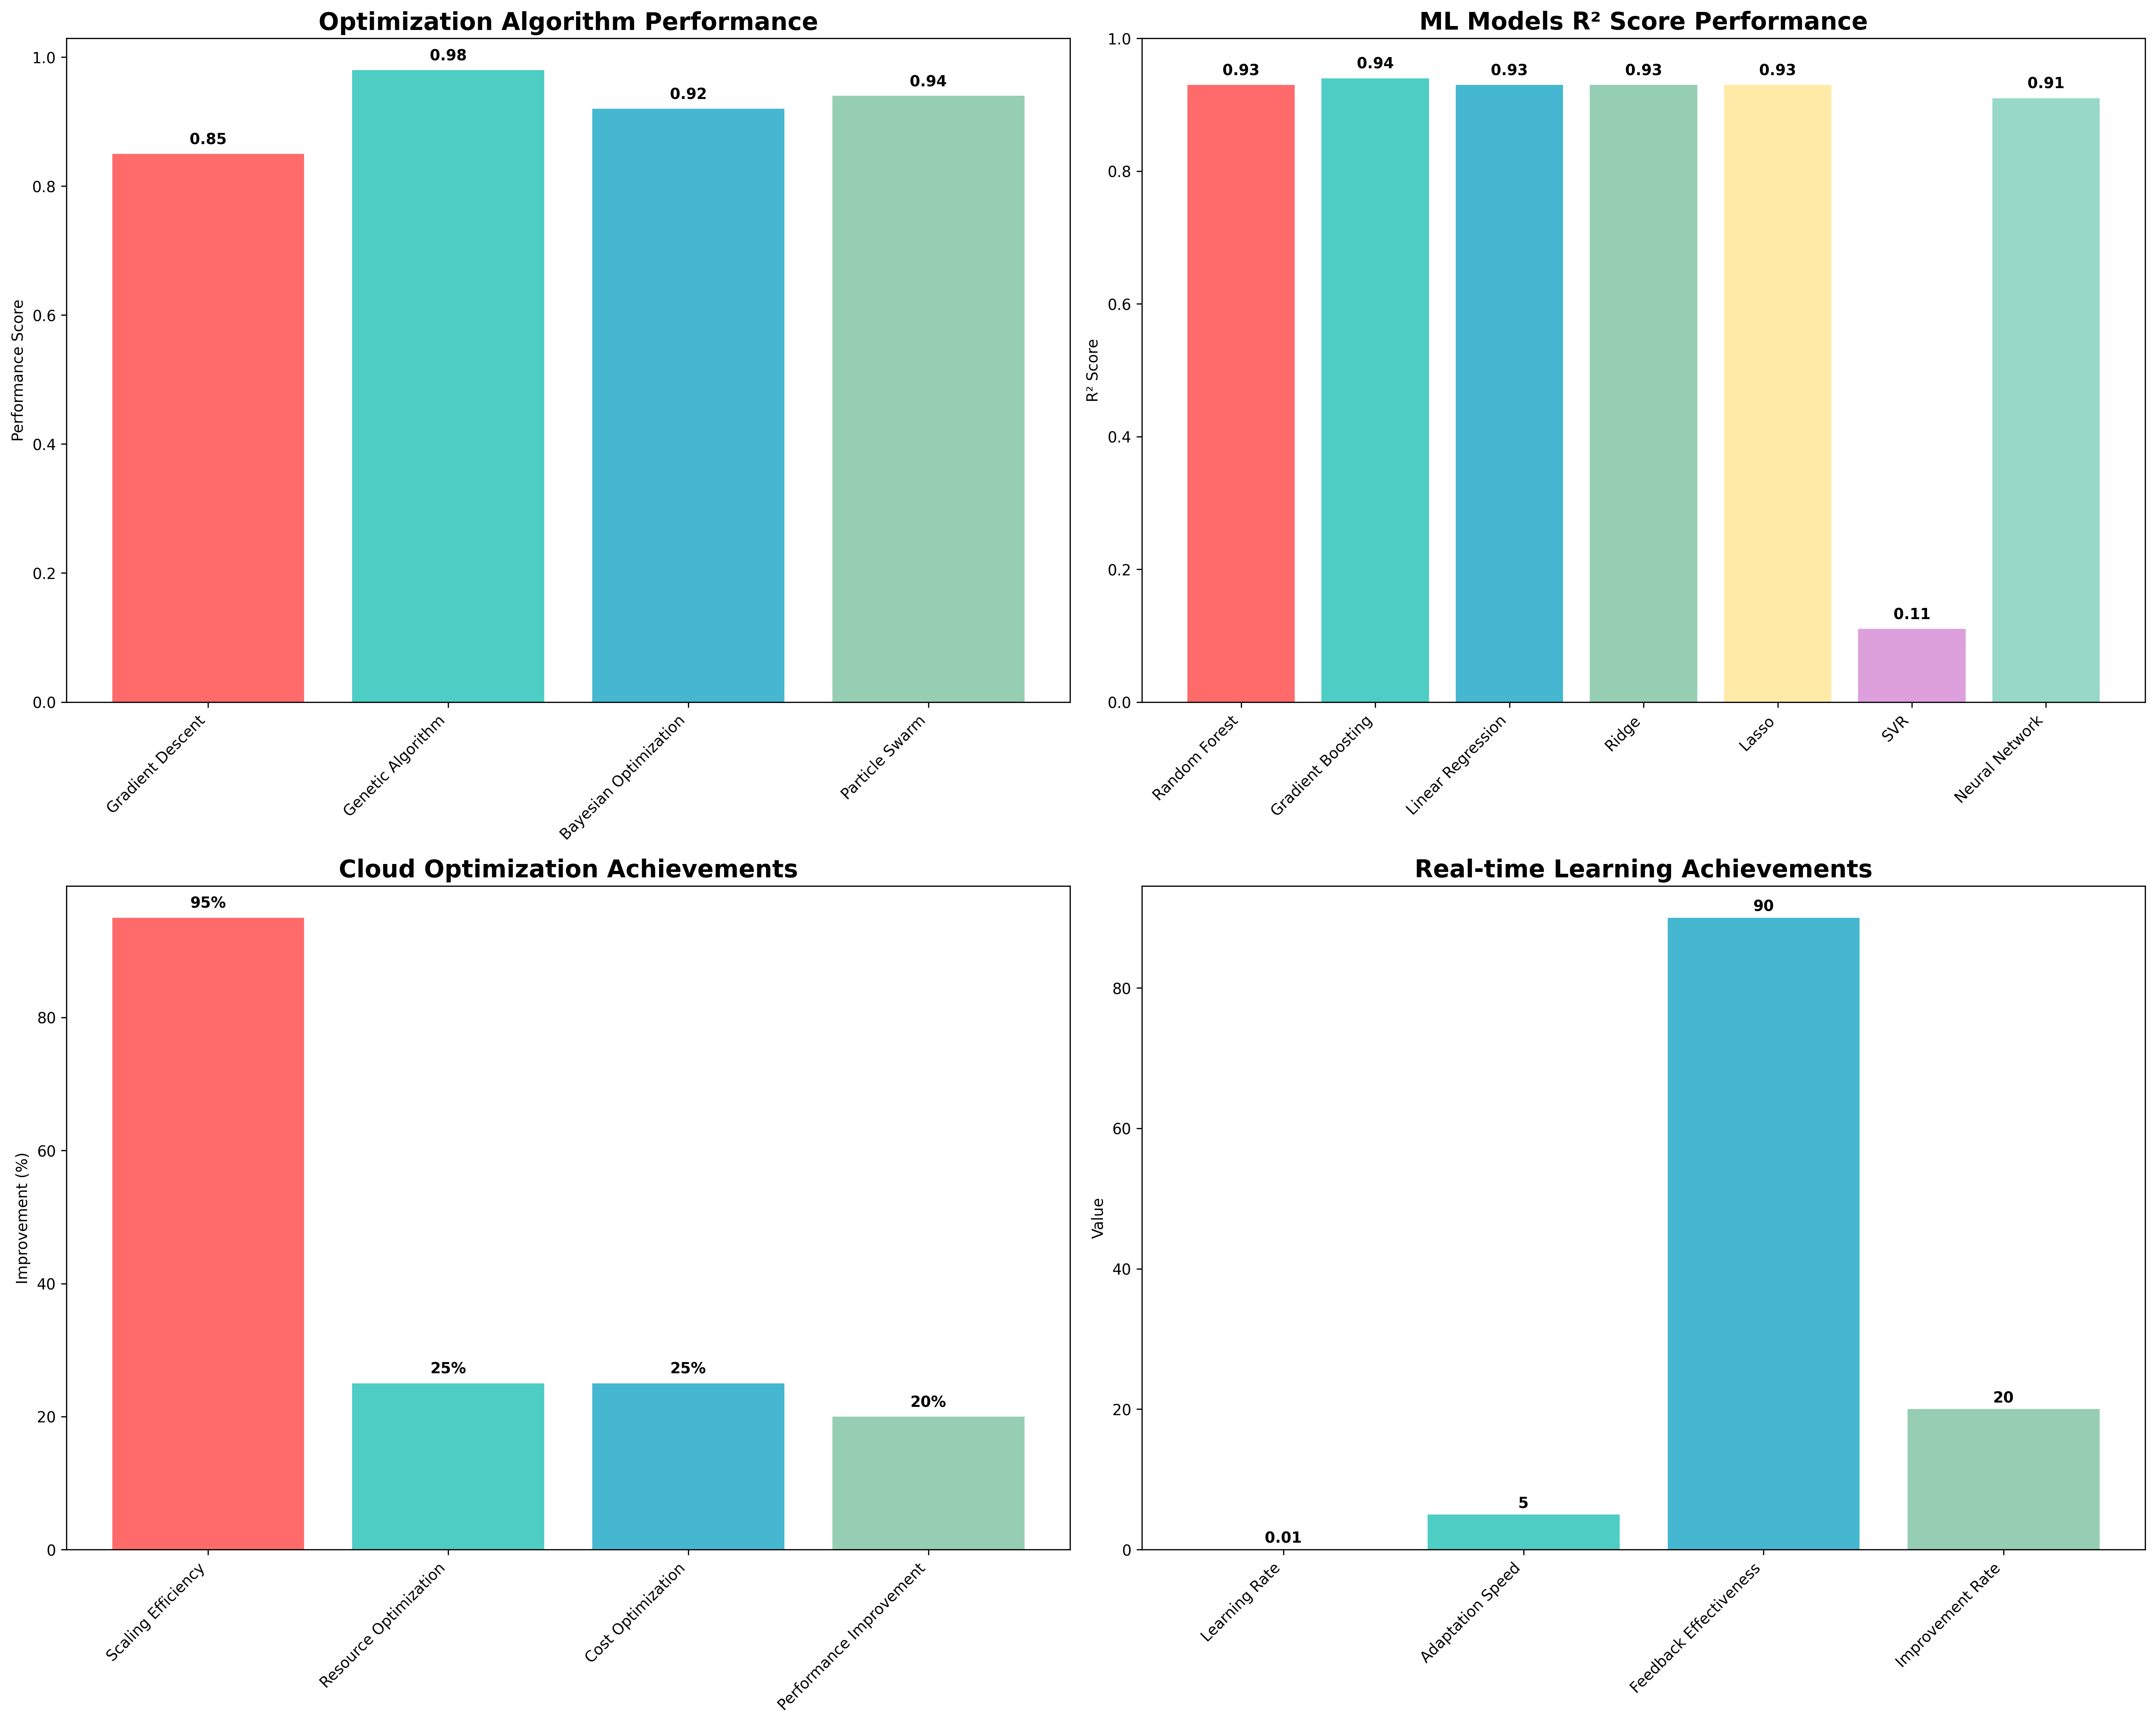 Optimization Algorithm Performance
Performance Score
1.0
0.8
0.6
0.4
0.2
0.0
0.85
0.98
0.92
0.94
Gradient Descent
Genetic Algorithm
Bayesian Optimization
Particle Swarm
ML Models R² Score Performance
R² Score
1.0
0.8
0.6
0.4
0.2
0.0
0.93
0.94
0.93
0.93
0.93
0.11
0.91
Random Forest
Gradient Boosting
Linear Regression
Ridge
Lasso
SVR
Neural Network
Cloud Optimization Achievements
Improvement (%)
80
60
40
20
0
95%
25%
25%
20%
Scaling Efficiency
Resource Optimization
Cost Optimization
Performance Improvement
Real-time Learning Achievements
Value
80
60
40
20
0
0.01
5
90
20
Learning Rate
Adaptation Speed
Feedback Effectiveness
Improvement Rate